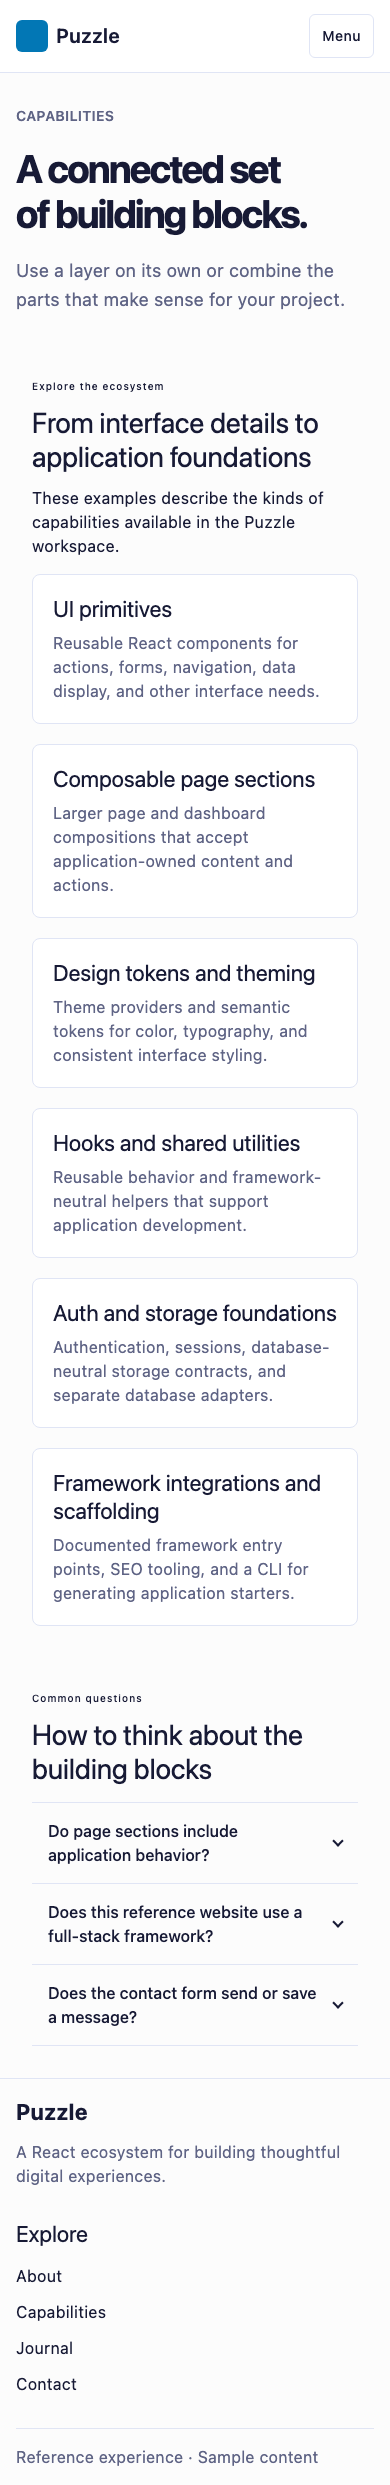 Puzzle
Menu
CAPABILITIES
A connected set
of building blocks.
Use a layer on its own or combine the
parts that make sense for your project.
Explore the ecosystem
From interface details to
application foundations
These examples describe the kinds of
capabilities available in the Puzzle
workspace.
UI primitives
Reusable React components for
actions, forms, navigation, data
display, and other interface needs.
Composable page sections
Larger page and dashboard
compositions that accept
application-owned content and
actions.
Design tokens and theming
Theme providers and semantic
tokens for color, typography, and
consistent interface styling.
Hooks and shared utilities
Reusable behavior and framework-
neutral helpers that support
application development.
Auth and storage foundations
Authentication, sessions, database-
neutral storage contracts, and
separate database adapters.
Framework integrations and
scaffolding
Documented framework entry
points, SEO tooling, and a CLI for
generating application starters.
Common questions
How to think about the
building blocks
Do page sections include
application behavior?
Does this reference website use a
full-stack framework?
Does the contact form send or save
a message?
Puzzle
A React ecosystem for building thoughtful
digital experiences.
Explore
About
Capabilities
Journal
Contact
Reference experience · Sample content